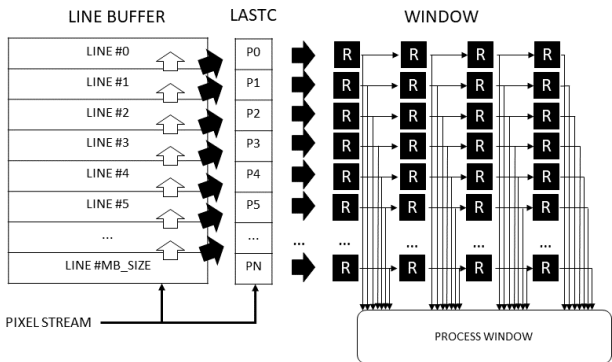 LINE BUFFER LASTC WINDOW
LINE #0 P0 R R R R
LINE #1 P1 R R R R
LINE #2 P2 R R R R
LINE #3 P3 R R R R
LINE #4 P4 R R R R
LINE #5 P5 R R R R
... ... ... ... ... ... ...
LINE #MB_SIZE PN R R R R
PIXEL STREAM
PROCESS WINDOW